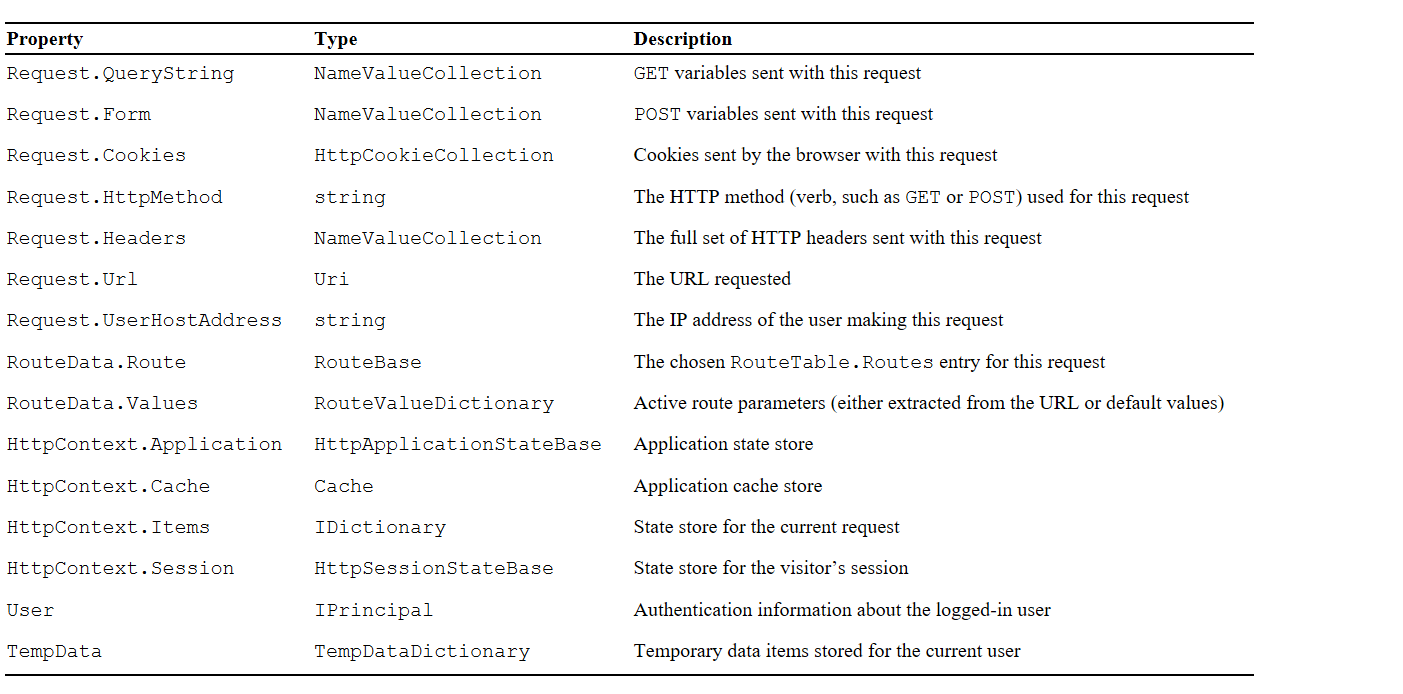 Property Type Description
Request.QueryString NameValueCollection GET variables sent with this request
Request.Form NameValueCollection POST variables sent with this request
Request.Cookies HttpCookieCollection Cookies sent by the browser with this request
Request.HttpMethod string The HTTP method (verb, such as GET or POST) used for this request
Request.Headers NameValueCollection The full set of HTTP headers sent with this request
Request.Url Uri The URL requested
Request.UserHostAddress string The IP address of the user making this request
RouteData.Route RouteBase The chosen RouteTable.Routes entry for this request
RouteData.Values RouteValueDictionary Active route parameters (either extracted from the URL or default values)
HttpContext.Application HttpApplicationStateBase Application state store
HttpContext.Cache Cache Application cache store
HttpContext.Items IDictionary State store for the current request
HttpContext.Session HttpSessionStateBase State store for the visitor’s session
User IPrincipal Authentication information about the logged-in user
TempData TempDataDictionary Temporary data items stored for the current user